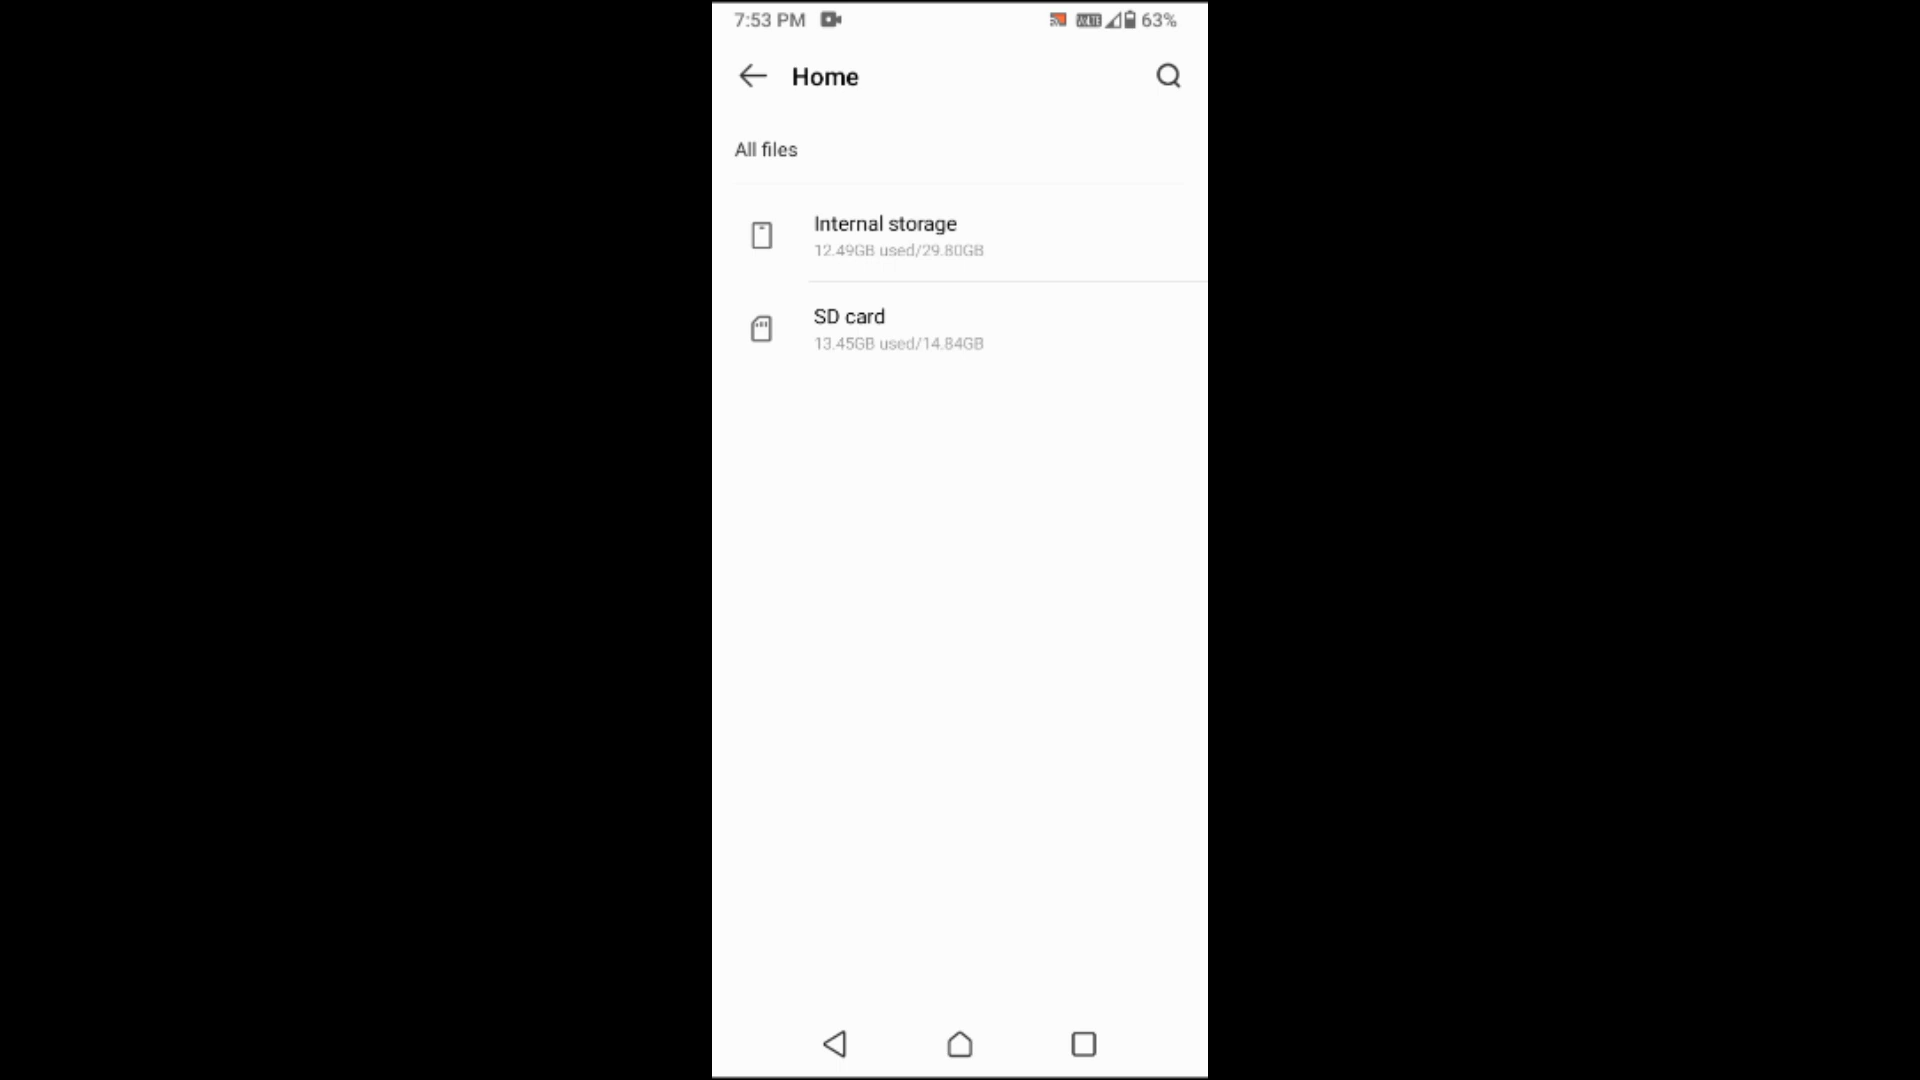 7:53 PM
63%
Home
All files
Internal storage
12.49GB used/29.80GB
SD card
13.45GB used/14.84GB